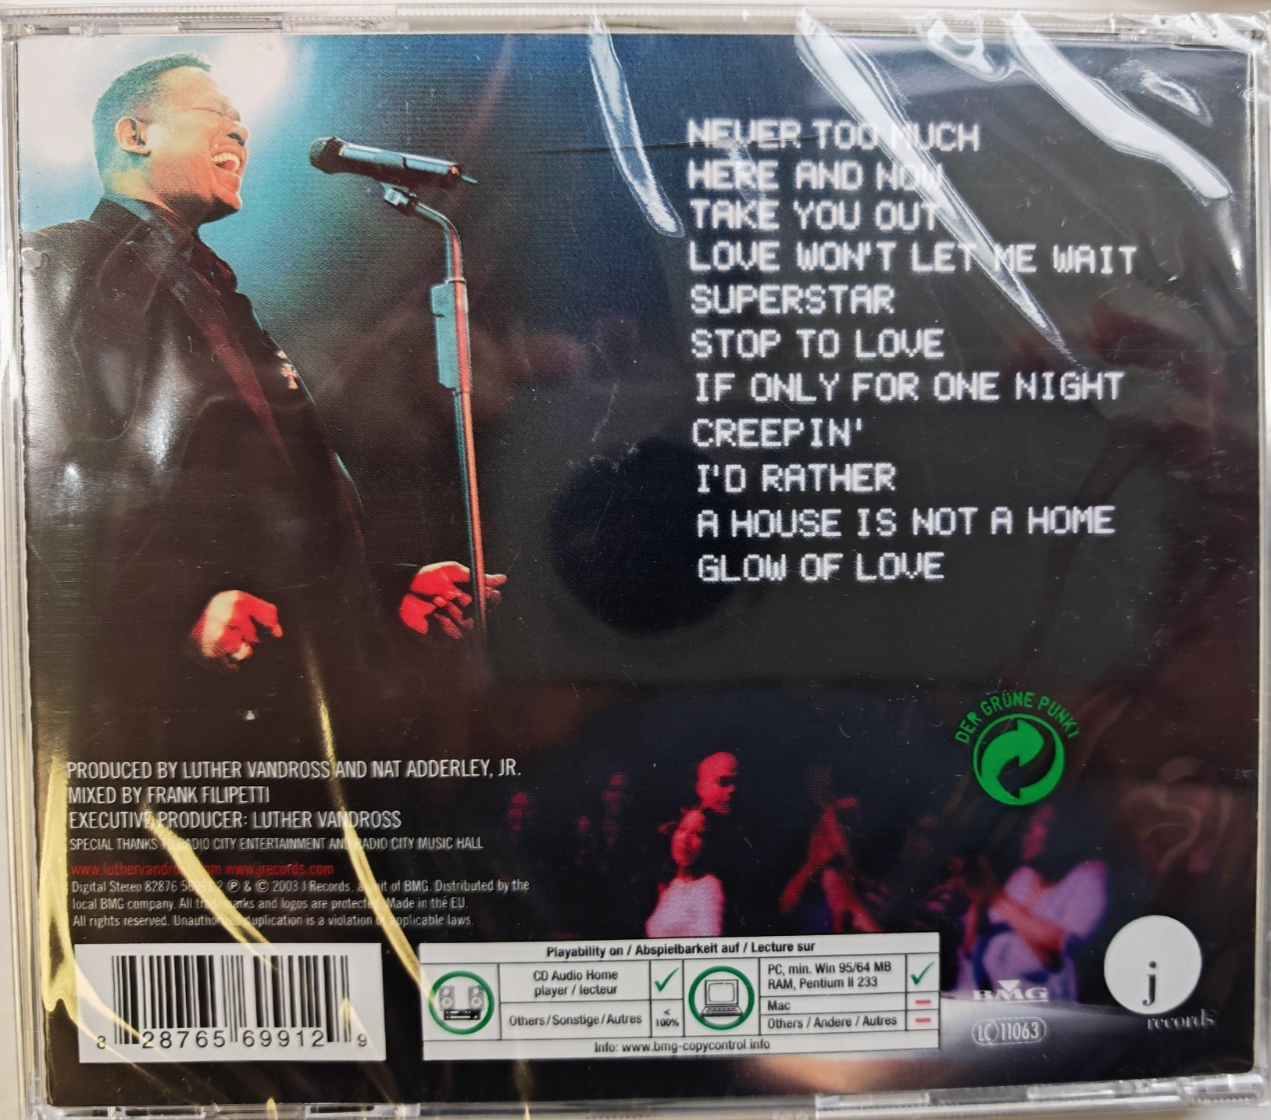 NEVER TOO MUCH
HERE AND NOW
TAKE YOU OUT
LOVE WON'T LET ME WAIT
SUPERSTAR
STOP TO LOVE
IF ONLY FOR ONE NIGHT
CREEPIN'
I'D RATHER
A HOUSE IS NOT A HOME
GLOW OF LOVE
DER GRÜNE PUNKT
PRODUCED BY LUTHER VANDROSS AND NAT ADDERLEY, JR.
MIXED BY FRANK FILIPETTI
EXECUTIVE PRODUCER: LUTHER VANDROSS
SPECIAL THANKS TO RADIO CITY ENTERTAINMENT AND RADIO CITY MUSIC HALL
www.jrecords.com
Digital Stereo 82876 ℗ & © 2003 J Records, a unit of BMG. Distributed by the
local BMG company. All trademarks and logos are protected. Made in the EU.
All rights reserved. Unauthorized duplication is a violation of applicable laws.
8 28765 69912 9
Playability on / Abspielbarkeit auf / Lecture sur
CD Audio Home
player / lecteur
Others / Sonstige / Autres
< 100%
PC, min. Win 95/64 MB
RAM, Pentium II 233
Mac
Others / Andere / Autres
Info: www.bmg-copycontrol.info
BMG
LC 11063
j
records